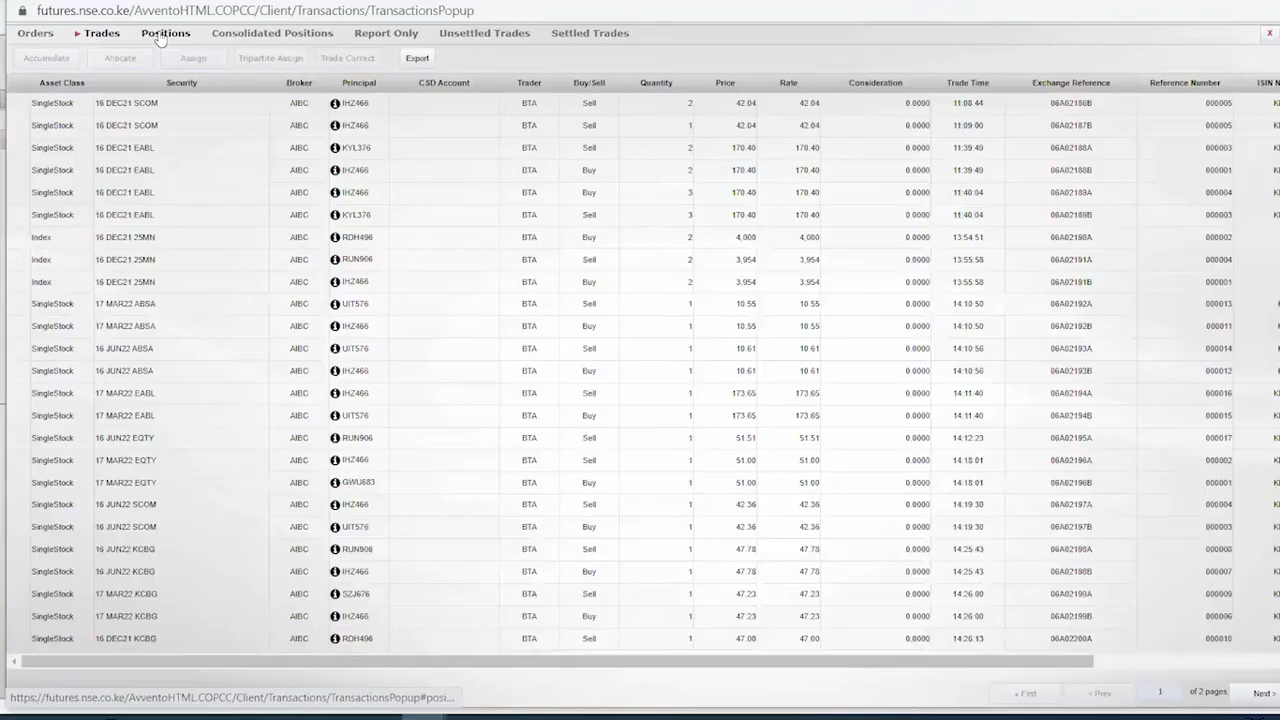 futures.nse.co.ke/AvventoHTML.COPCC/Client/Transactions/TransactionsPopup
Orders Trades Positions Consolidated Positions Report Only Unsettled Trades Settled Trades X
Accumulate Allocate Assign Tripartite Assign Trade Correct Export
Asset Class Security Broker Principal CSD Account Trader Buy/Sell Quantity Price Rate Consideration Trade Time Exchange Reference Reference Number ISIN N
SingleStock 16 DEC21 SCOM AIBC IHZ466 BTA Sell 2 42.04 42.04 0.0000 11:08:44 06A02186B 000005
SingleStock 16 DEC21 SCOM AIBC IHZ466 BTA Sell 1 42.04 42.04 0.0000 11:09:00 06A02187B 000005
SingleStock 16 DEC21 EABL AIBC KYL376 BTA Sell 2 170.40 170.40 0.0000 11:39:49 06A02188A 000003
SingleStock 16 DEC21 EABL AIBC IHZ466 BTA Buy 2 170.40 170.40 0.0000 11:39:49 06A02188B 000001
SingleStock 16 DEC21 EABL AIBC IHZ466 BTA Buy 3 170.40 170.40 0.0000 11:40:04 06A02189A 000004
SingleStock 16 DEC21 EABL AIBC KYL376 BTA Sell 3 170.40 170.40 0.0000 11:40:04 06A02189B 000003
Index 16 DEC21 25MN AIBC RDH496 BTA Buy 2 4,000 4,000 0.0000 13:54:51 06A02190A 000002
Index 16 DEC21 25MN AIBC RUN906 BTA Sell 2 3,954 3,954 0.0000 13:55:58 06A02191A 000004
Index 16 DEC21 25MN AIBC IHZ466 BTA Buy 2 3,954 3,954 0.0000 13:55:58 06A02191B 000001
SingleStock 17 MAR22 ABSA AIBC UIT576 BTA Sell 1 10.55 10.55 0.0000 14:10:50 06A02192A 000013
SingleStock 17 MAR22 ABSA AIBC IHZ466 BTA Buy 1 10.55 10.55 0.0000 14:10:50 06A02192B 000011
SingleStock 16 JUN22 ABSA AIBC UIT576 BTA Sell 1 10.61 10.61 0.0000 14:10:56 06A02193A 000014
SingleStock 16 JUN22 ABSA AIBC IHZ466 BTA Buy 1 10.61 10.61 0.0000 14:10:56 06A02193B 000012
SingleStock 17 MAR22 EABL AIBC IHZ466 BTA Sell 1 173.65 173.65 0.0000 14:11:40 06A02194A 000016
SingleStock 17 MAR22 EABL AIBC UIT576 BTA Buy 1 173.65 173.65 0.0000 14:11:40 06A02194B 000015
SingleStock 16 JUN22 EQTY AIBC RUN906 BTA Sell 1 51.51 51.51 0.0000 14:12:23 06A02195A 000017
SingleStock 17 MAR22 EQTY AIBC IHZ466 BTA Sell 1 51.00 51.00 0.0000 14:18:01 06A02196A 000002
SingleStock 17 MAR22 EQTY AIBC GWU683 BTA Buy 1 51.00 51.00 0.0000 14:18:01 06A02196B 000001
SingleStock 16 JUN22 SCOM AIBC IHZ466 BTA Sell 1 42.36 42.36 0.0000 14:19:30 06A02197A 000004
SingleStock 16 JUN22 SCOM AIBC UIT576 BTA Buy 1 42.36 42.36 0.0000 14:19:30 06A02197B 000003
SingleStock 16 JUN22 KCBG AIBC RUN906 BTA Sell 1 47.78 47.78 0.0000 14:25:43 06A02198A 000008
SingleStock 16 JUN22 KCBG AIBC IHZ466 BTA Buy 1 47.78 47.78 0.0000 14:25:43 06A02198B 000007
SingleStock 17 MAR22 KCBG AIBC SZJ676 BTA Sell 1 47.23 47.23 0.0000 14:26:00 06A02199A 000009
SingleStock 17 MAR22 KCBG AIBC IHZ466 BTA Buy 1 47.23 47.23 0.0000 14:26:00 06A02199B 000006
SingleStock 16 DEC21 KCBG AIBC RDH496 BTA Sell 1 47.00 47.00 0.0000 14:26:13 06A02200A 000010
https://futures.nse.co.ke/AvventoHTML.COPCC/Client/Transactions/TransactionsPopup#posi... « First < Prev 1 of 2 pages Next >